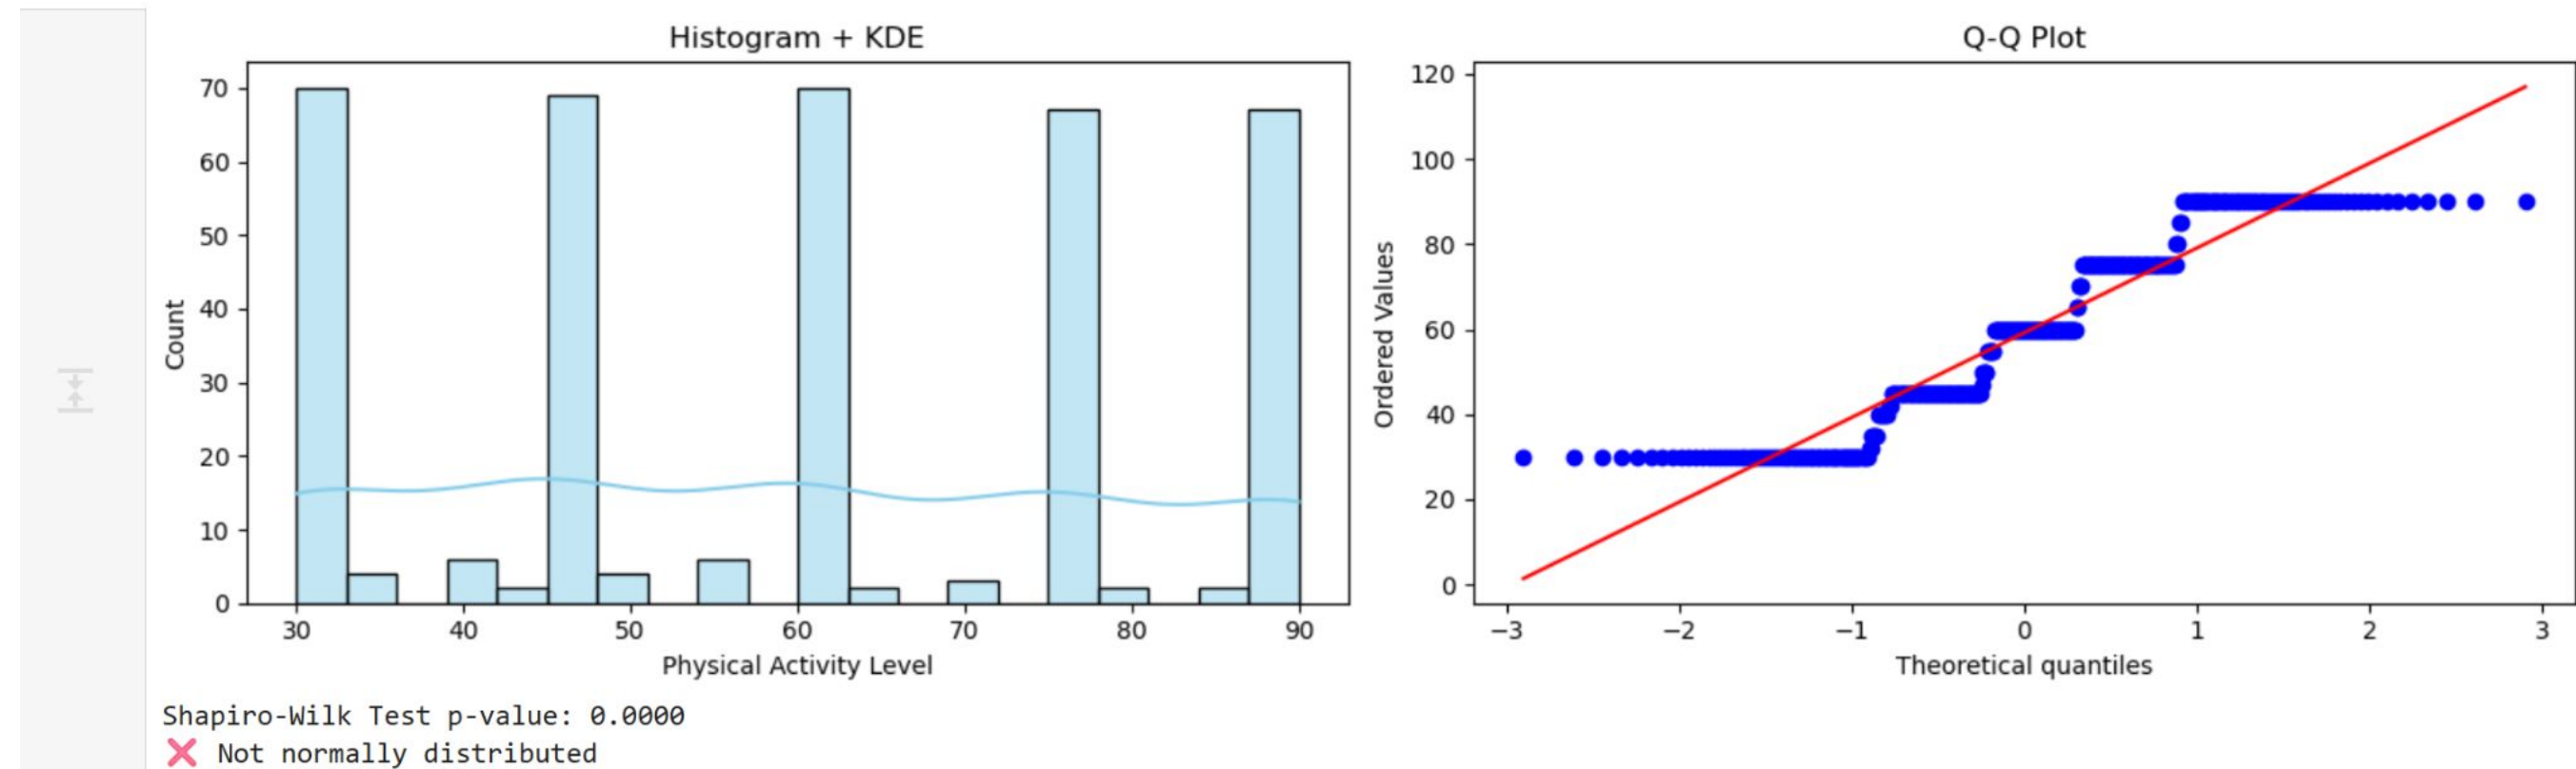 Histogram + KDE
70
60
50
40
30
20
10
0
Count
30 40 50 60 70 80 90
Physical Activity Level
Q-Q Plot
120
100
80
60
40
20
0
Ordered Values
−3 −2 −1 0 1 2 3
Theoretical quantiles
Shapiro-Wilk Test p-value: 0.0000
❌ Not normally distributed